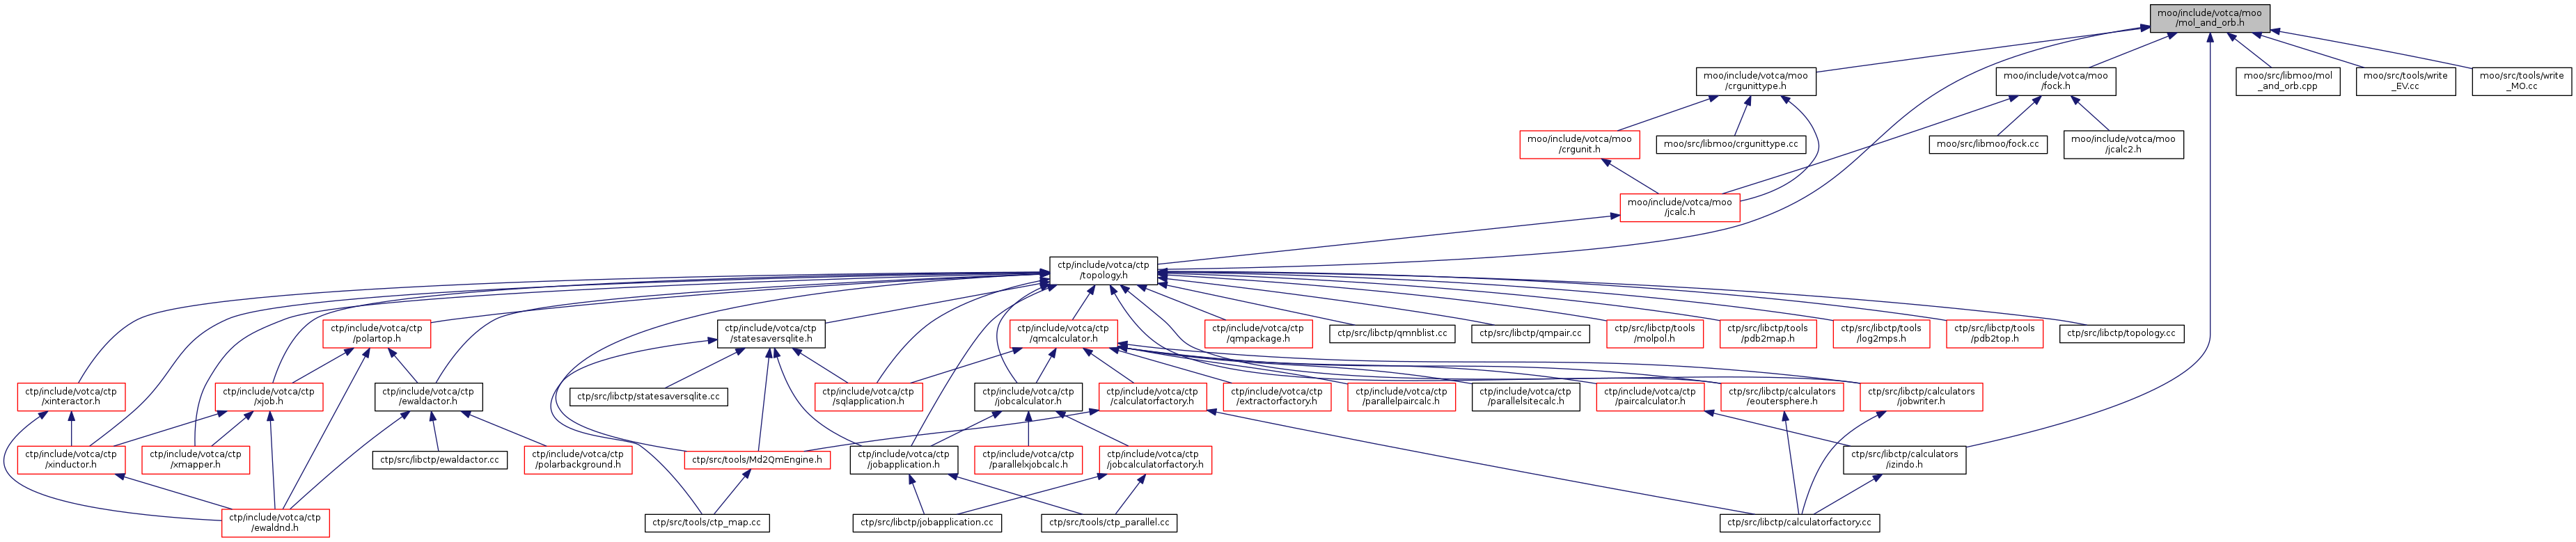 moo/include/votca/moo
/mol_and_orb.h
moo/include/votca/moo
/crgunittype.h
moo/include/votca/moo
/fock.h
moo/src/libmoo/mol
_and_orb.cpp
moo/src/tools/write
_EV.cc
moo/src/tools/write
_MO.cc
moo/include/votca/moo
/crgunit.h
moo/src/libmoo/crgunittype.cc
moo/src/libmoo/fock.cc
moo/include/votca/moo
/jcalc2.h
moo/include/votca/moo
/jcalc.h
ctp/include/votca/ctp
/topology.h
ctp/include/votca/ctp
/polartop.h
ctp/include/votca/ctp
/statesaversqlite.h
ctp/include/votca/ctp
/qmcalculator.h
ctp/include/votca/ctp
/qmpackage.h
ctp/src/libctp/qmnblist.cc
ctp/src/libctp/qmpair.cc
ctp/src/libctp/tools
/molpol.h
ctp/src/libctp/tools
/pdb2map.h
ctp/src/libctp/tools
/log2mps.h
ctp/src/libctp/tools
/pdb2top.h
ctp/src/libctp/topology.cc
ctp/include/votca/ctp
/xinteractor.h
ctp/include/votca/ctp
/xjob.h
ctp/include/votca/ctp
/ewaldactor.h
ctp/src/libctp/statesaversqlite.cc
ctp/include/votca/ctp
/sqlapplication.h
ctp/include/votca/ctp
/jobcalculator.h
ctp/include/votca/ctp
/calculatorfactory.h
ctp/include/votca/ctp
/extractorfactory.h
ctp/include/votca/ctp
/parallelpaircalc.h
ctp/include/votca/ctp
/parallelsitecalc.h
ctp/include/votca/ctp
/paircalculator.h
ctp/src/libctp/calculators
/eoutersphere.h
ctp/src/libctp/calculators
/jobwriter.h
ctp/include/votca/ctp
/xinductor.h
ctp/include/votca/ctp
/xmapper.h
ctp/src/libctp/ewaldactor.cc
ctp/include/votca/ctp
/polarbackground.h
ctp/src/tools/Md2QmEngine.h
ctp/include/votca/ctp
/jobapplication.h
ctp/include/votca/ctp
/parallelxjobcalc.h
ctp/include/votca/ctp
/jobcalculatorfactory.h
ctp/src/libctp/calculators
/izindo.h
ctp/include/votca/ctp
/ewaldnd.h
ctp/src/tools/ctp_map.cc
ctp/src/libctp/jobapplication.cc
ctp/src/tools/ctp_parallel.cc
ctp/src/libctp/calculatorfactory.cc